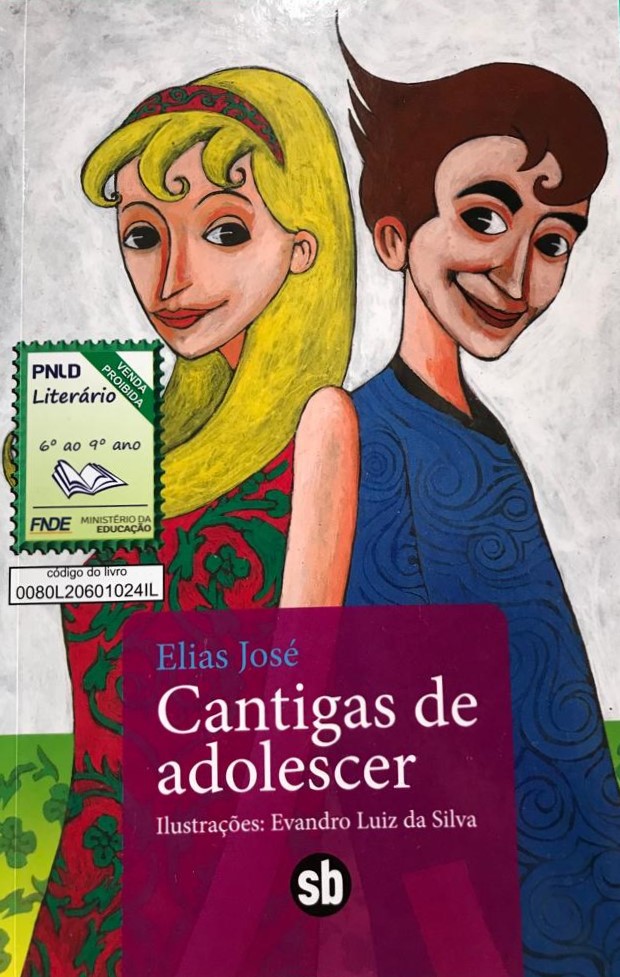 PNLD
Literário
VENDA
PROIBIDA
6º ao 9º ano
FNDE
MINISTÉRIO DA
EDUCAÇÃO
código do livro
0080L20601024IL
Elias José
Cantigas de
adolescer
Ilustrações: Evandro Luiz da Silva
sb